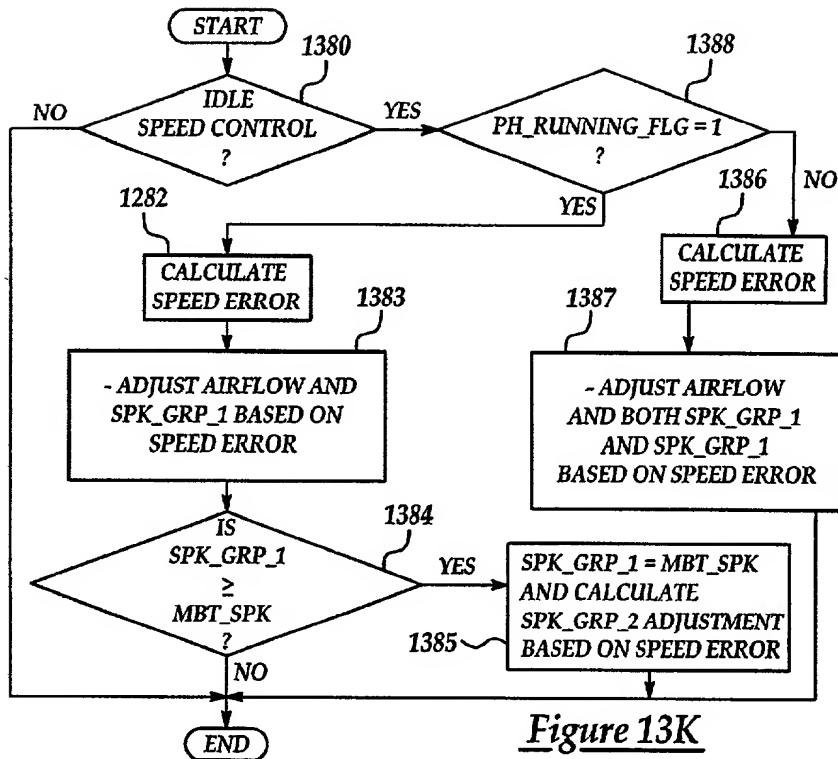 START
1380
IDLE
SPEED CONTROL
?
NO
YES
1388
PH_RUNNING_FLG = 1
?
NO
YES
1282
CALCULATE
SPEED ERROR
1386
CALCULATE
SPEED ERROR
1383
- ADJUST AIRFLOW AND
SPK_GRP_1 BASED ON
SPEED ERROR
1387
- ADJUST AIRFLOW
AND BOTH SPK_GRP_1
AND SPK_GRP_1
BASED ON SPEED ERROR
1384
IS
SPK_GRP_1
≥
MBT_SPK
?
YES
NO
SPK_GRP_1 = MBT_SPK
AND CALCULATE
SPK_GRP_2 ADJUSTMENT
BASED ON SPEED ERROR
1385
END
Figure 13K